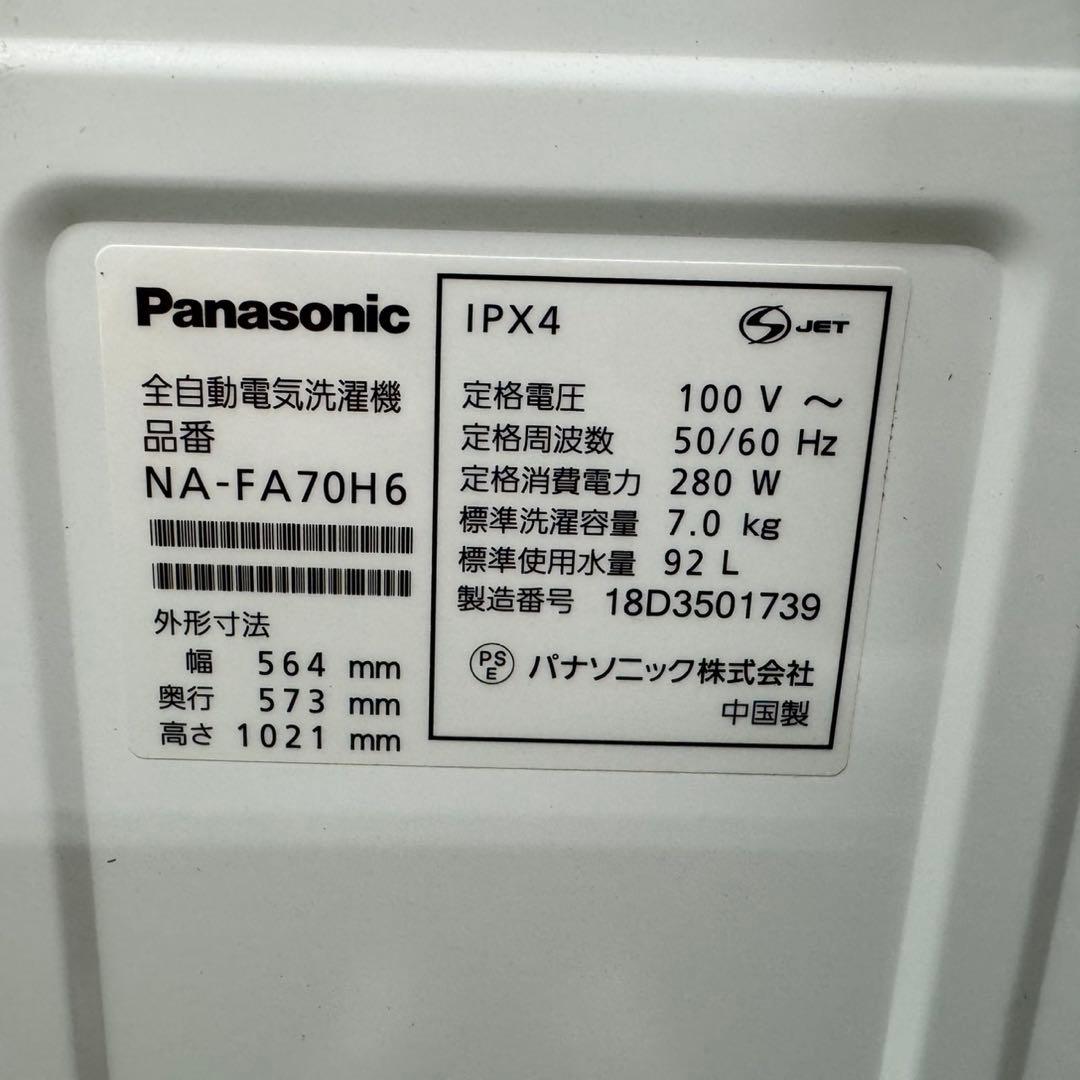 Panasonic
全自動電気洗濯機
品番
NA-FA70H6
外形寸法
幅 564 mm
奥行 573 mm
高さ 1021 mm
IPX4
S JET
定格電圧 100 V ～
定格周波数 50/60 Hz
定格消費電力 280 W
標準洗濯容量 7.0 kg
標準使用水量 92 L
製造番号 18D3501739
PSE パナソニック株式会社
中国製